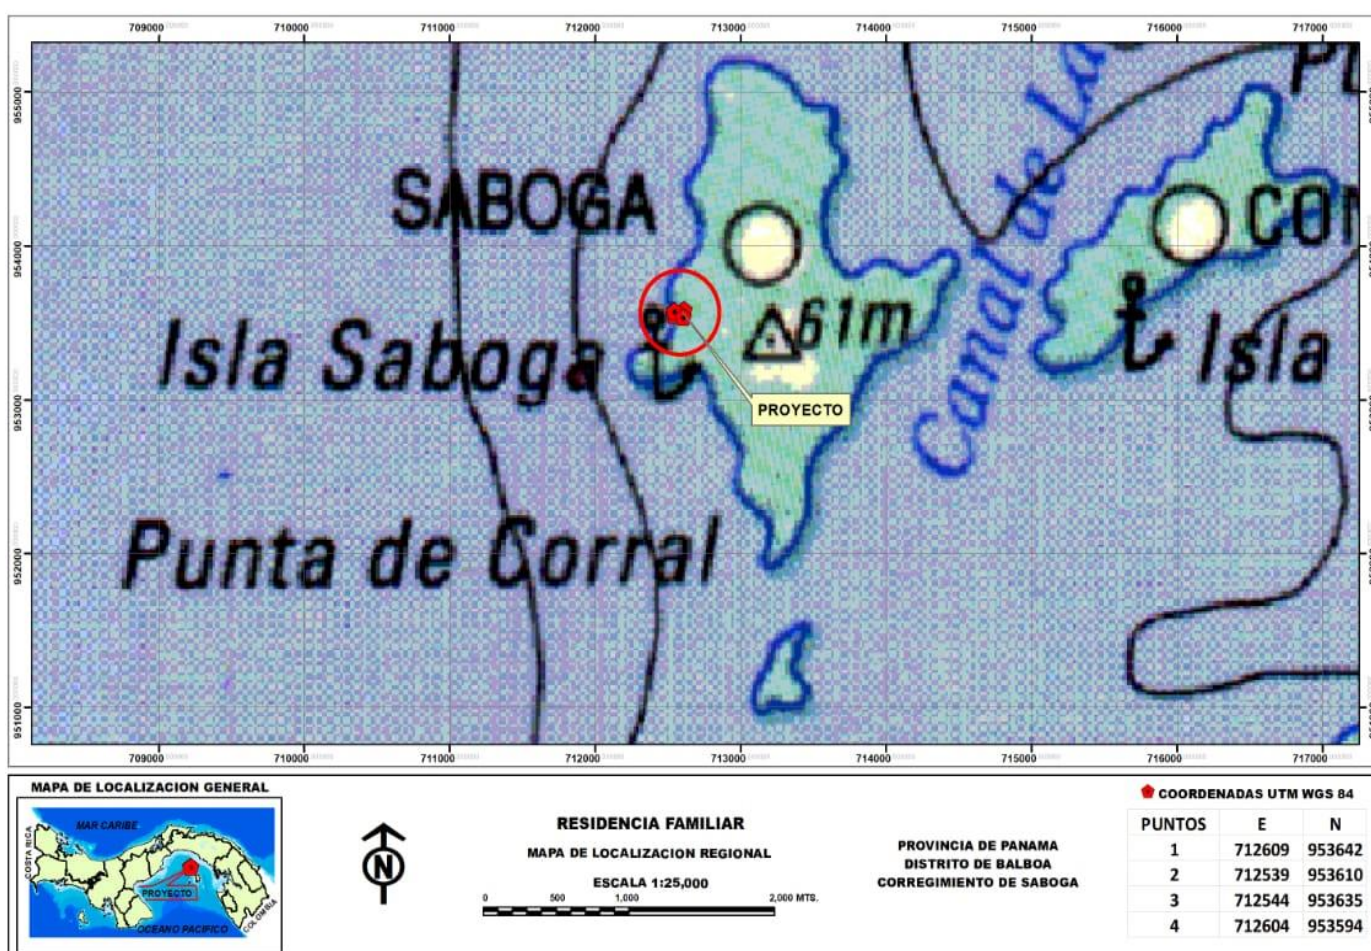 709000 710000 711000 712000 713000 714000 715000 716000 717000
955000
954000
953000
952000
951000
SABOGA
Isla Saboga
Punta de Corral
61m
Canal de La
Isla
PROYECTO
709000 710000 711000 712000 713000 714000 715000 716000 717000
MAPA DE LOCALIZACION GENERAL
MAR CARIBE
COSTA RICA
PROYECTO
OCEANO PACIFICO
COLOMBIA
N
RESIDENCIA FAMILIAR
MAPA DE LOCALIZACION REGIONAL
ESCALA 1:25,000
0 500 1,000 2,000 MTS.
PROVINCIA DE PANAMA
DISTRITO DE BALBOA
CORREGIMIENTO DE SABOGA
COORDENADAS UTM WGS 84
PUNTOS E N
1 712609 953642
2 712539 953610
3 712544 953635
4 712604 953594